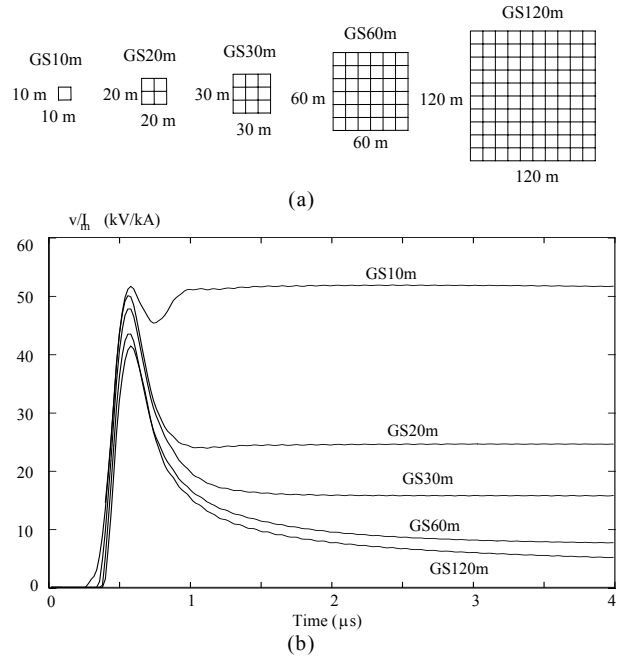 GS120m
GS60m
GS30m
GS20m
GS10m
10 m
10 m
20 m
20 m
30 m
30 m
60 m
60 m
120 m
120 m
(a)
v/Im (kV/kA)
60
50
40
30
20
10
0
GS10m
GS20m
GS30m
GS60m
GS120m
0 1 2 3 4
Time (μs)
(b)